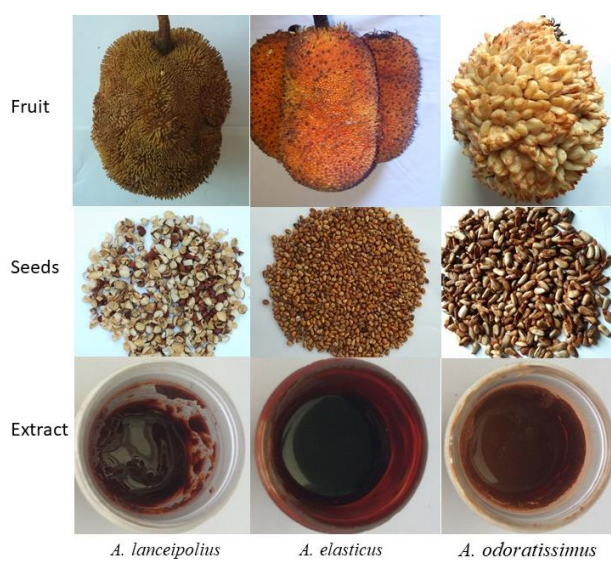 Fruit
Seeds
Extract
A. lanceipolius A. elasticus A. odoratissimus